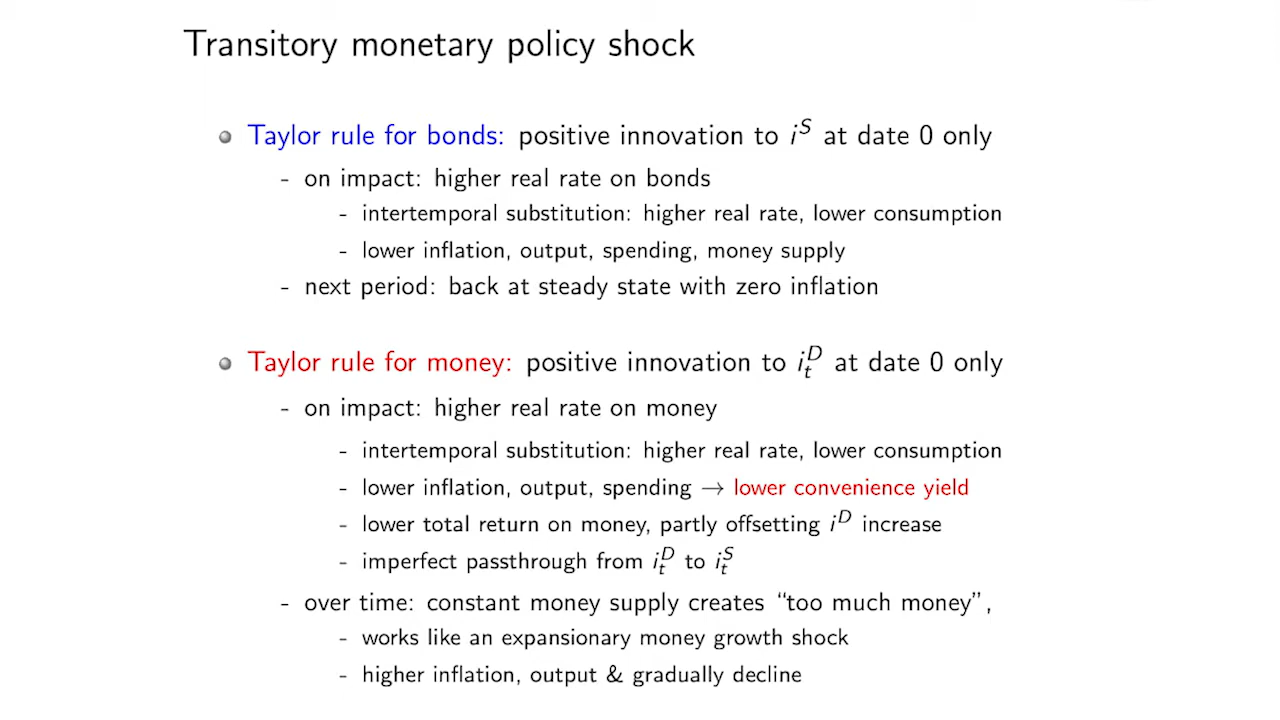 Transitory monetary policy shock
Taylor rule for bonds: positive innovation to i^S at date 0 only
- on impact: higher real rate on bonds
- intertemporal substitution: higher real rate, lower consumption
- lower inflation, output, spending, money supply
- next period: back at steady state with zero inflation
Taylor rule for money: positive innovation to i_t^D at date 0 only
- on impact: higher real rate on money
- intertemporal substitution: higher real rate, lower consumption
- lower inflation, output, spending → lower convenience yield
- lower total return on money, partly offsetting i^D increase
- imperfect passthrough from i_t^D to i_t^S
- over time: constant money supply creates “too much money”,
- works like an expansionary money growth shock
- higher inflation, output & gradually decline